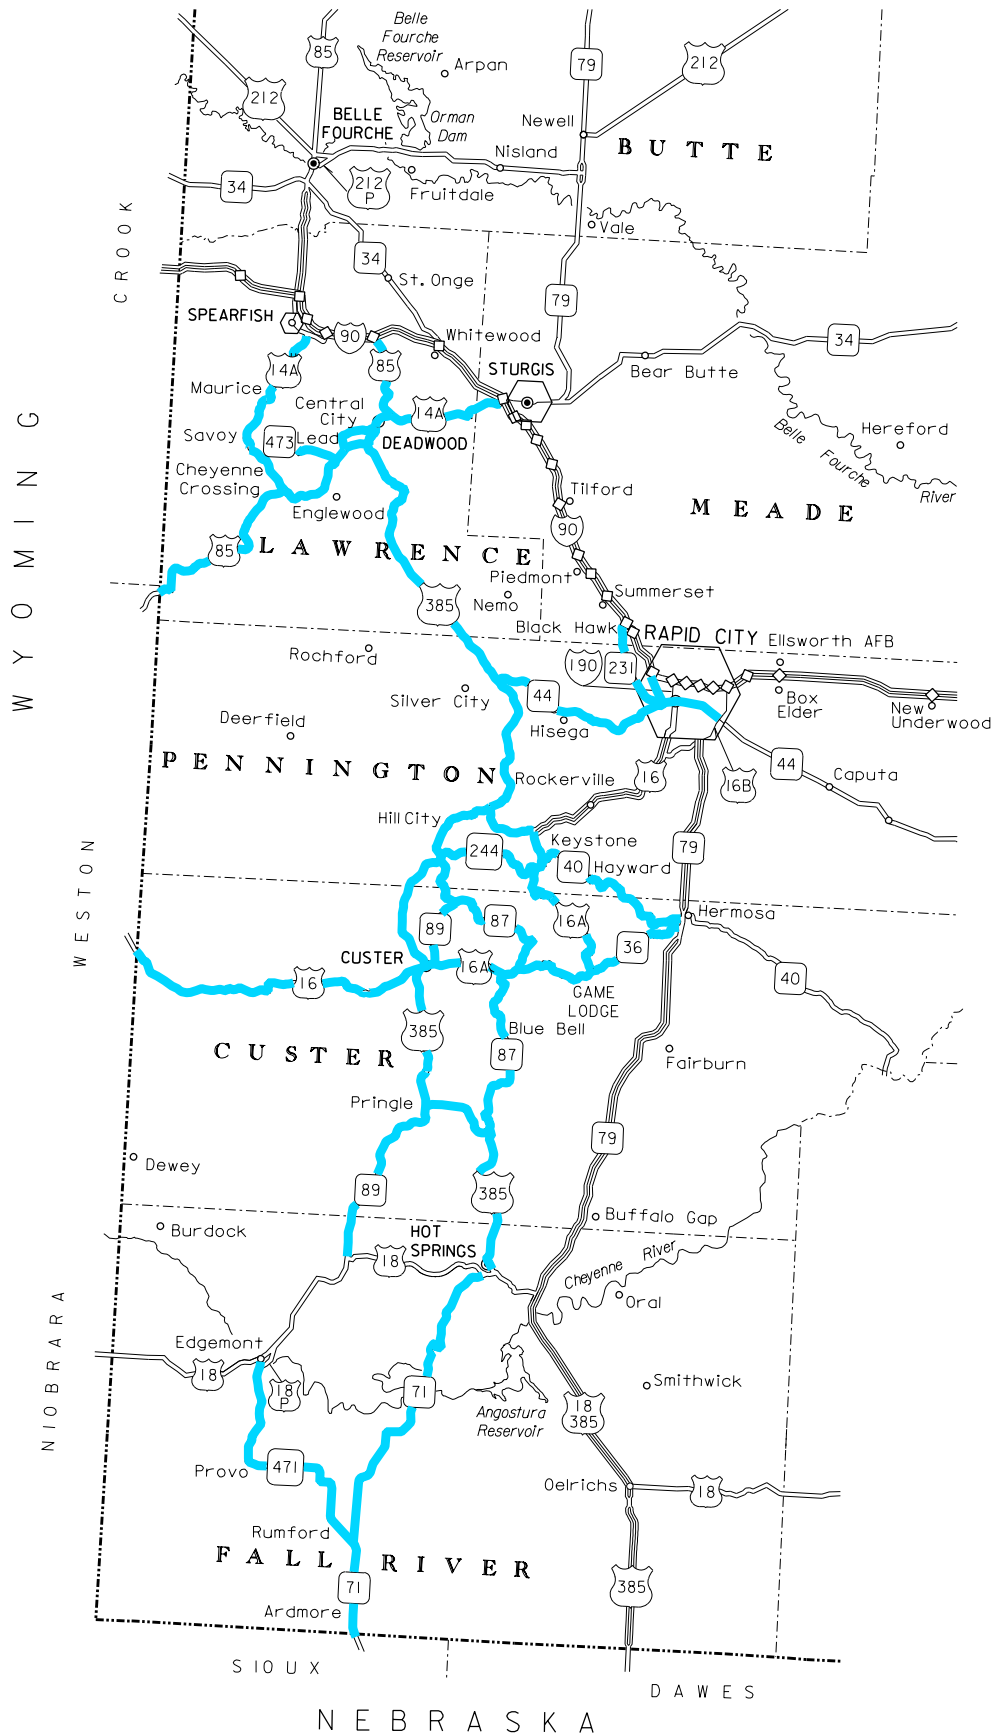 Belle
Fourche
Reservoir
85
Arpan
79
212
212
BELLE
FOURCHE
Orman
Dam
Newell
BUTTE
Nisland
34
212
P
Fruitdale
CROOK
Vale
34
St. Onge
79
SPEARFISH
90
Whitewood
34
14A
85
STURGIS
Bear Butte
Maurice
Central
City
14A
WYOMING
Savoy
473
Lead
DEADWOOD
Belle
Fourche
River
Hereford
Cheyenne
Crossing
Englewood
Tilford
MEADE
90
85
LAWRENCE
Piedmont
385
Nemo
Summerset
Black Hawk
RAPID CITY
Ellsworth AFB
Rochford
190
231
Silver City
44
Box
Elder
New
Underwood
Deerfield
Hisega
PENNINGTON
Rockerville
16
44
16B
Caputa
Hill City
Keystone
79
244
40
Hayward
WESTON
89
87
16A
Hermosa
36
CUSTER
16A
40
16
GAME
LODGE
385
Blue Bell
CUSTER
87
Fairburn
Pringle
79
Dewey
89
385
Burdock
Buffalo Gap
HOT
SPRINGS
18
Cheyenne
River
Oral
NIOBRARA
Edgemont
18
18
P
71
Smithwick
Angostura
Reservoir
18
385
Provo
471
Oelrichs
18
Rumford
FALL RIVER
71
385
Ardmore
SIOUX
DAWES
NEBRASKA